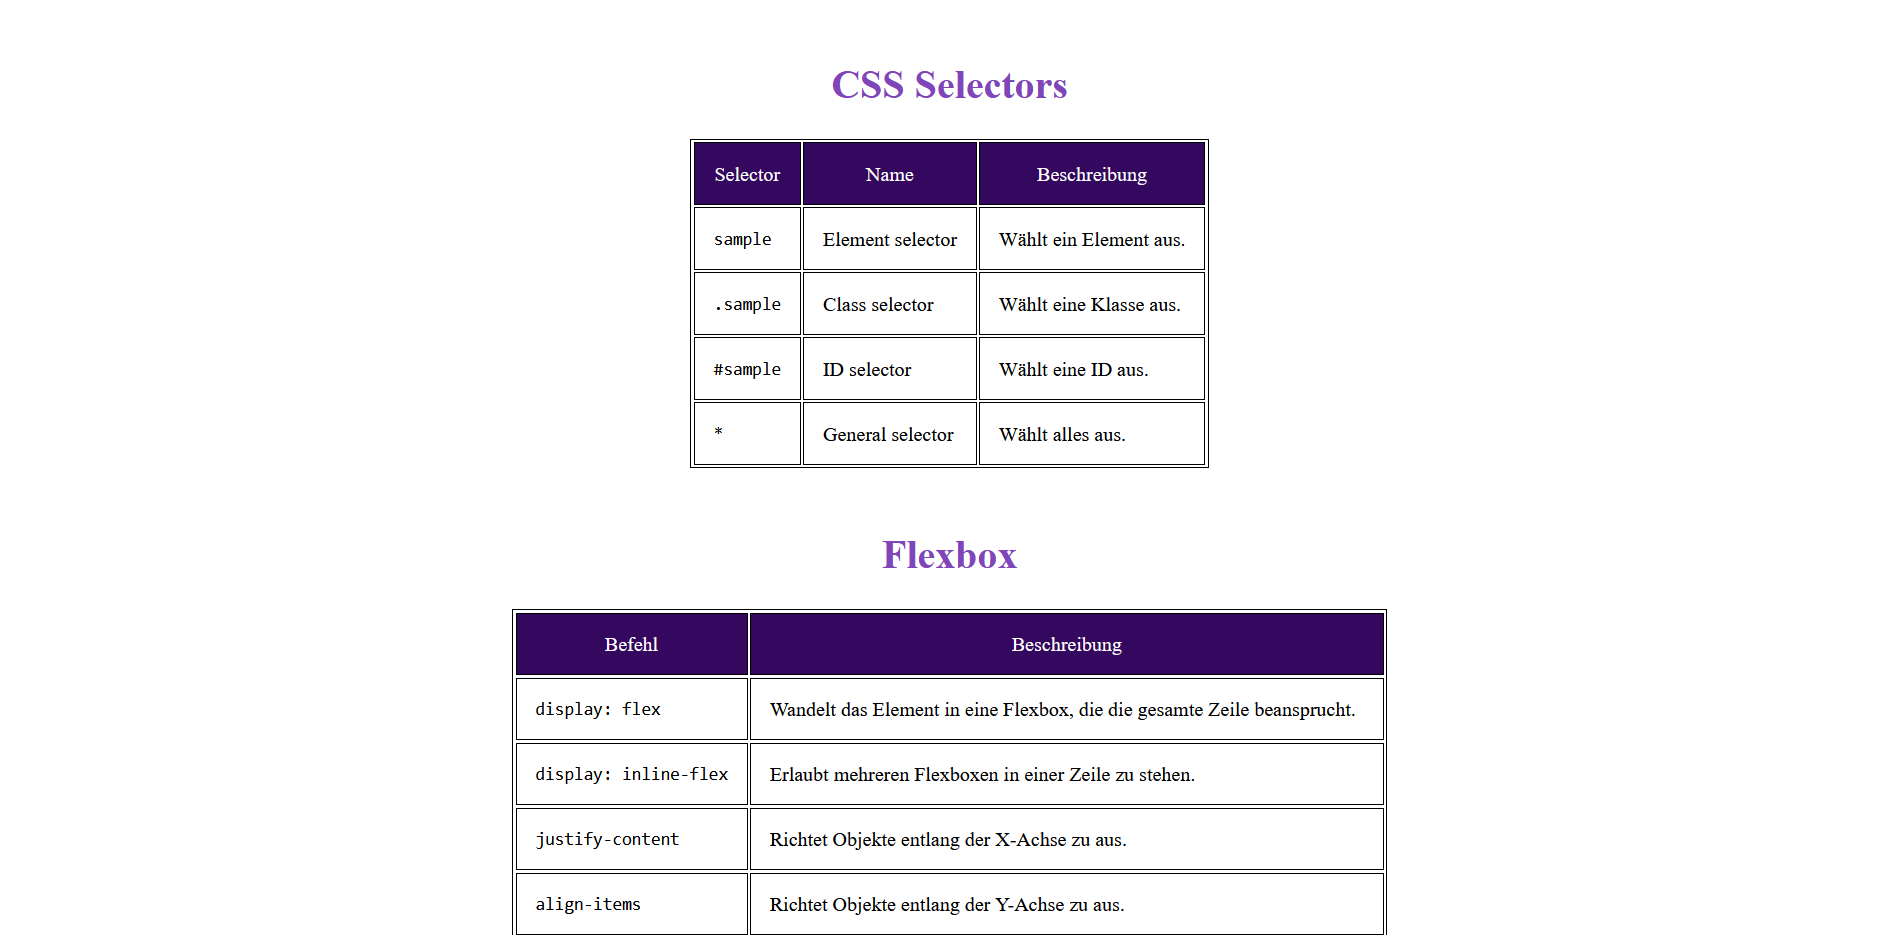 CSS Selectors
Selector Name Beschreibung
sample Element selector Wählt ein Element aus.
.sample Class selector Wählt eine Klasse aus.
#sample ID selector Wählt eine ID aus.
* General selector Wählt alles aus.
Flexbox
Befehl Beschreibung
display: flex Wandelt das Element in eine Flexbox, die die gesamte Zeile beansprucht.
display: inline-flex Erlaubt mehreren Flexboxen in einer Zeile zu stehen.
justify-content Richtet Objekte entlang der X-Achse zu aus.
align-items Richtet Objekte entlang der Y-Achse zu aus.